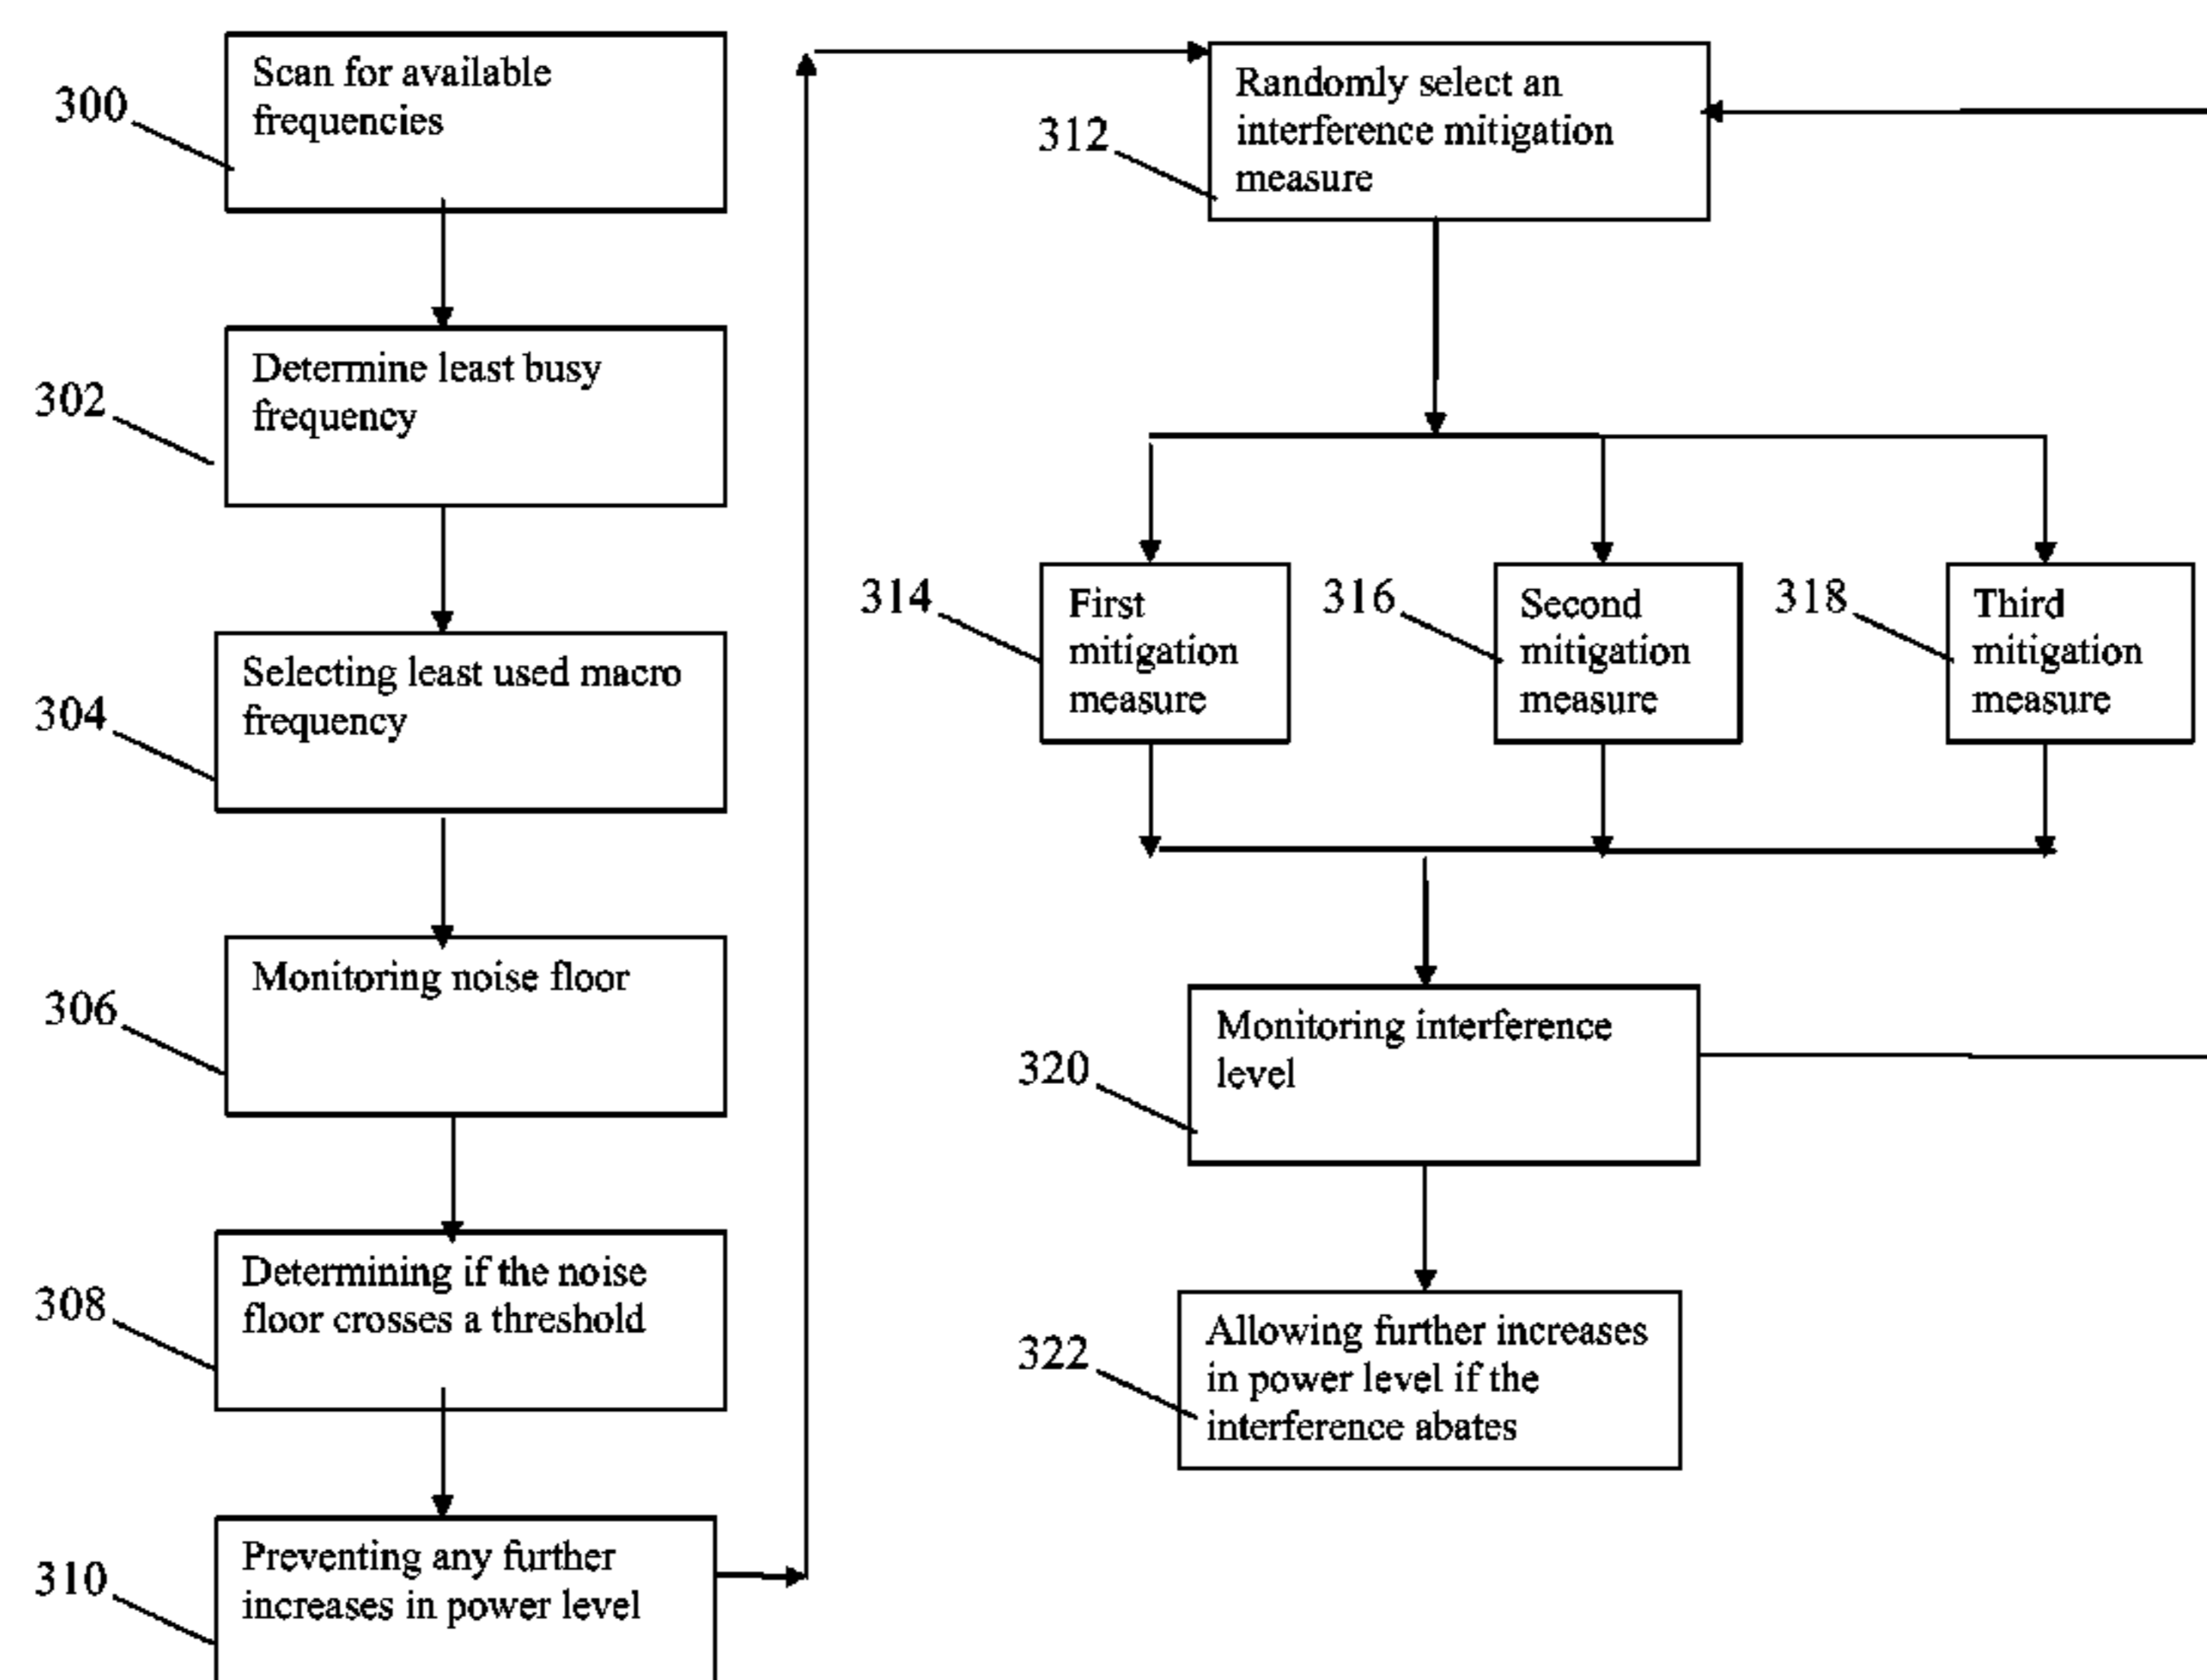 300
Scan for available
frequencies
302
Determine least busy
frequency
304
Selecting least used macro
frequency
306
Monitoring noise floor
308
Determining if the noise
floor crosses a threshold
310
Preventing any further
increases in power level
312
Randomly select an
interference mitigation
measure
314
First
mitigation
measure
316
Second
mitigation
measure
318
Third
mitigation
measure
320
Monitoring interference
level
322
Allowing further increases
in power level if the
interference abates